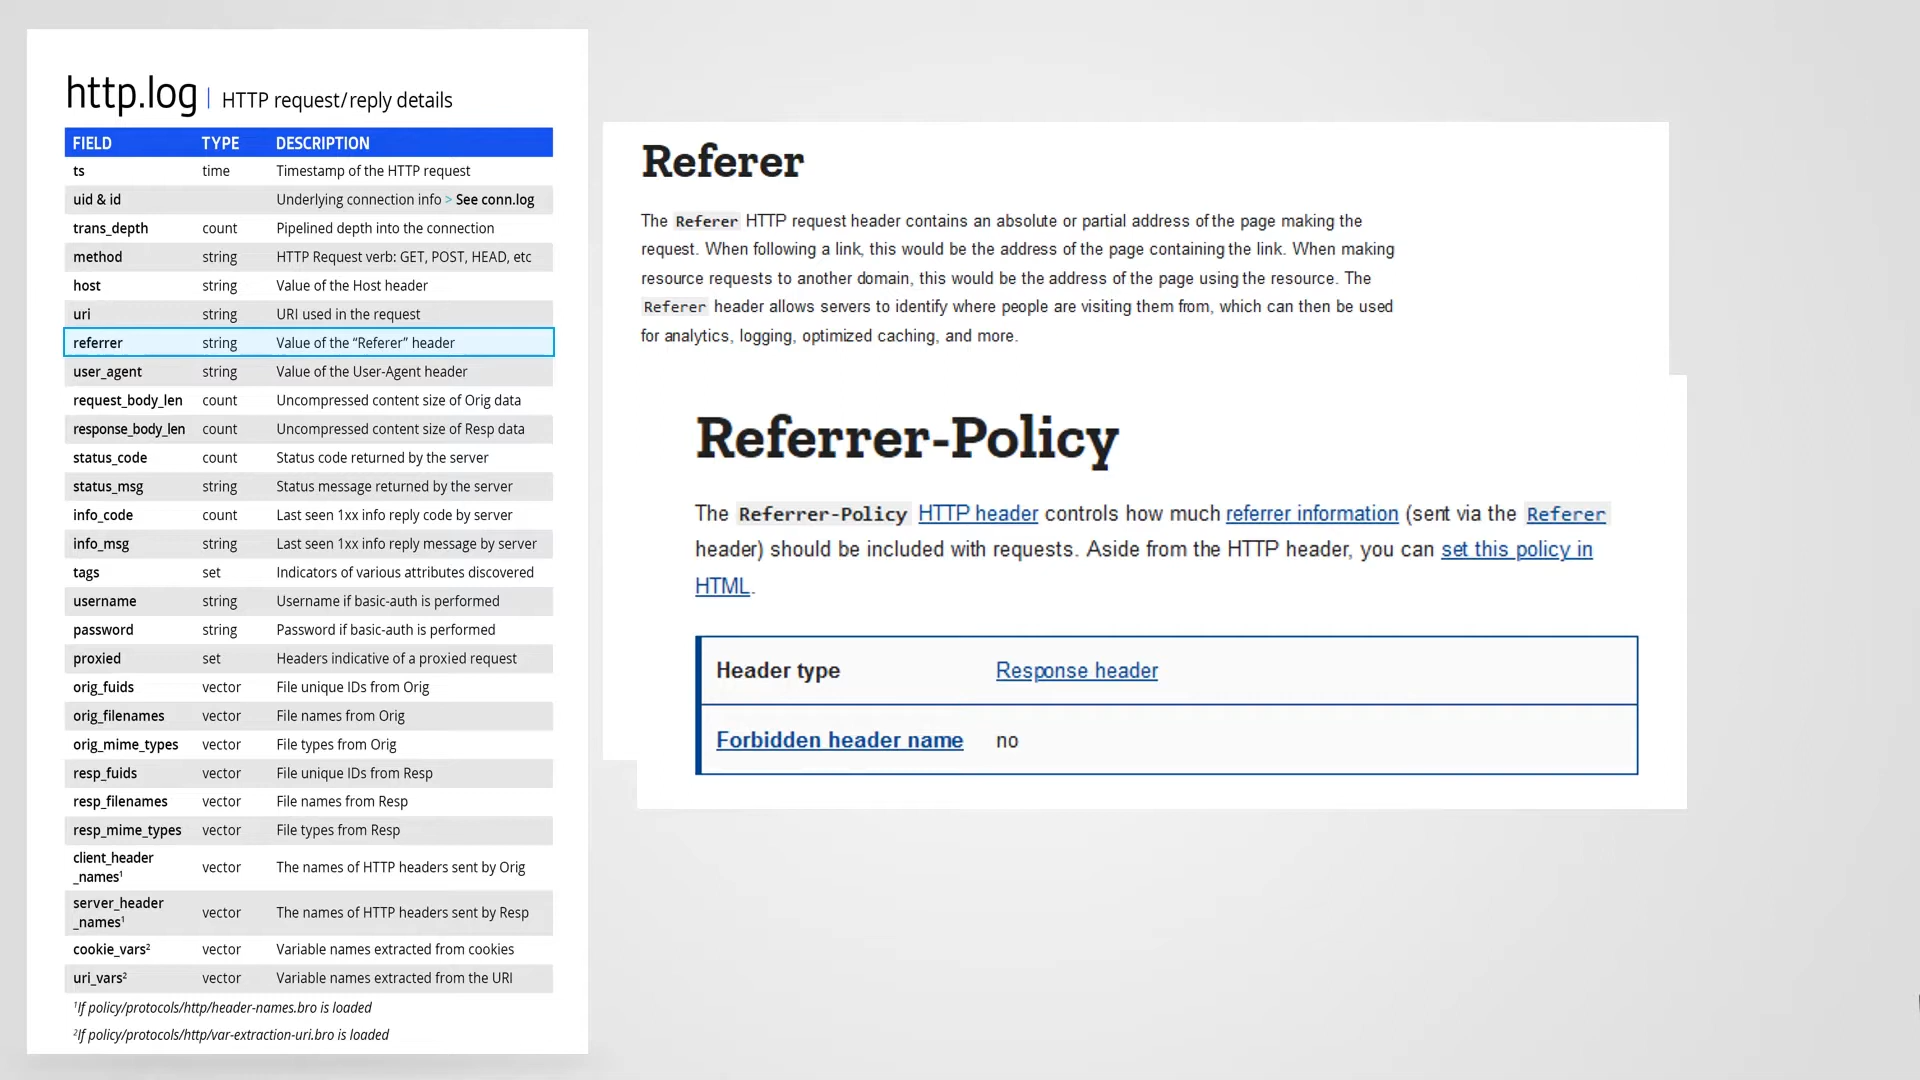 http.log | HTTP request/reply details
FIELD TYPE DESCRIPTION
ts time Timestamp of the HTTP request
uid & id Underlying connection info > See conn.log
trans_depth count Pipelined depth into the connection
method string HTTP Request verb: GET, POST, HEAD, etc
host string Value of the Host header
uri string URI used in the request
referrer string Value of the “Referer” header
user_agent string Value of the User-Agent header
request_body_len count Uncompressed content size of Orig data
response_body_len count Uncompressed content size of Resp data
status_code count Status code returned by the server
status_msg string Status message returned by the server
info_code count Last seen 1xx info reply code by server
info_msg string Last seen 1xx info reply message by server
tags set Indicators of various attributes discovered
username string Username if basic-auth is performed
password string Password if basic-auth is performed
proxied set Headers indicative of a proxied request
orig_fuids vector File unique IDs from Orig
orig_filenames vector File names from Orig
orig_mime_types vector File types from Orig
resp_fuids vector File unique IDs from Resp
resp_filenames vector File names from Resp
resp_mime_types vector File types from Resp
client_header
_names¹ vector The names of HTTP headers sent by Orig
server_header
_names¹ vector The names of HTTP headers sent by Resp
cookie_vars² vector Variable names extracted from cookies
uri_vars² vector Variable names extracted from the URI
¹If policy/protocols/http/header-names.bro is loaded
²If policy/protocols/http/var-extraction-uri.bro is loaded
Referer
The Referer HTTP request header contains an absolute or partial address of the page making the
request. When following a link, this would be the address of the page containing the link. When making
resource requests to another domain, this would be the address of the page using the resource. The
Referer header allows servers to identify where people are visiting them from, which can then be used
for analytics, logging, optimized caching, and more.
Referrer-Policy
The Referrer-Policy HTTP header controls how much referrer information (sent via the Referer
header) should be included with requests. Aside from the HTTP header, you can set this policy in
HTML.
Header type Response header
Forbidden header name no